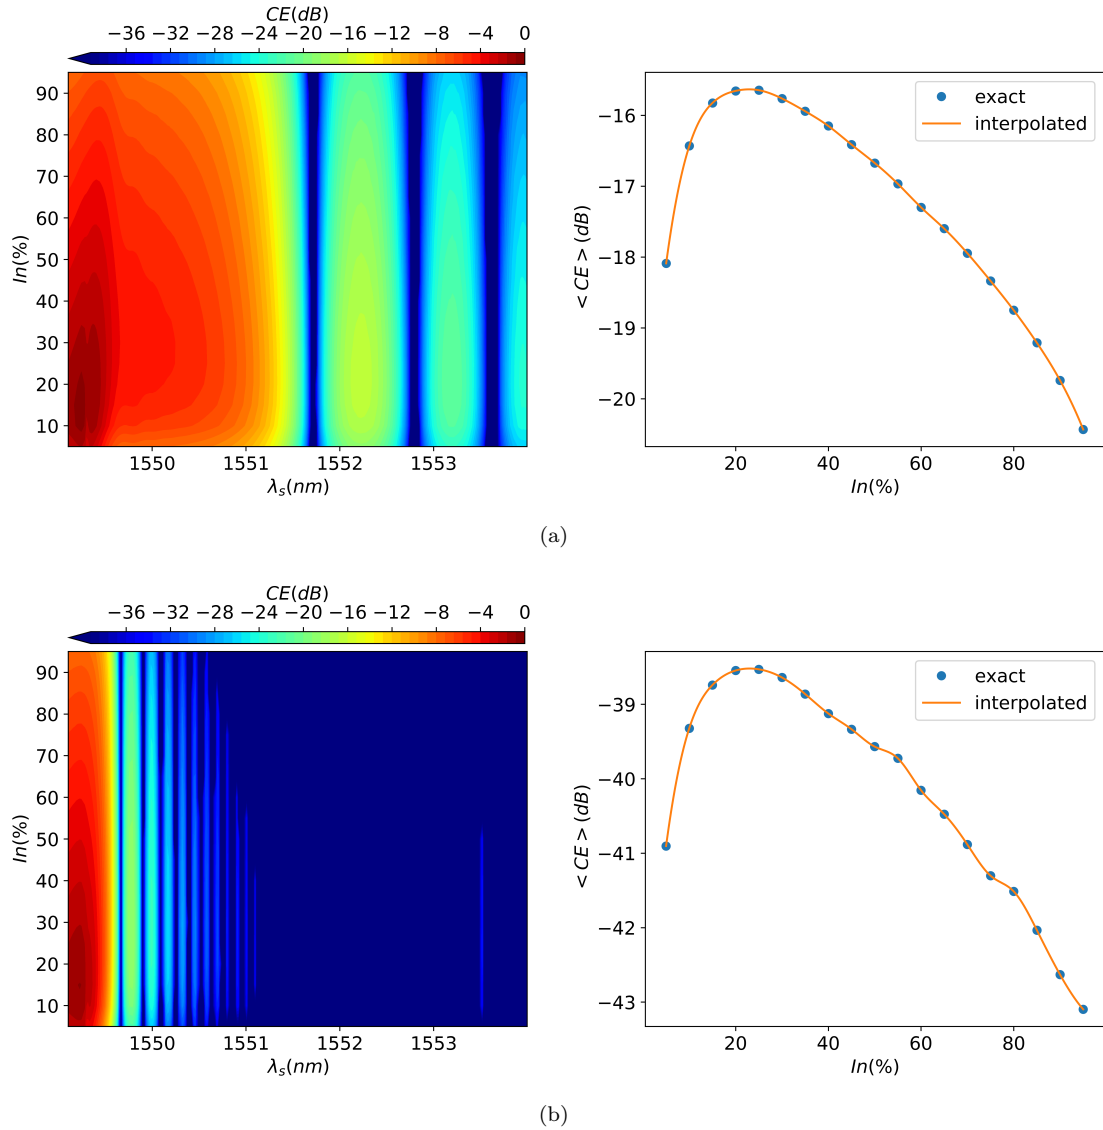 CE(dB)
−36 −32 −28 −24 −20 −16 −12 −8 −4 0
90
80
70
60
50
40
30
20
10
In(%)
1550 1551 1552 1553
λs(nm)
−16
−17
−18
−19
−20
< CE > (dB)
exact
interpolated
20 40 60 80
In(%)
(a)
CE(dB)
−36 −32 −28 −24 −20 −16 −12 −8 −4 0
90
80
70
60
50
40
30
20
10
In(%)
1550 1551 1552 1553
λs(nm)
−39
−40
−41
−42
−43
< CE > (dB)
exact
interpolated
20 40 60 80
In(%)
(b)